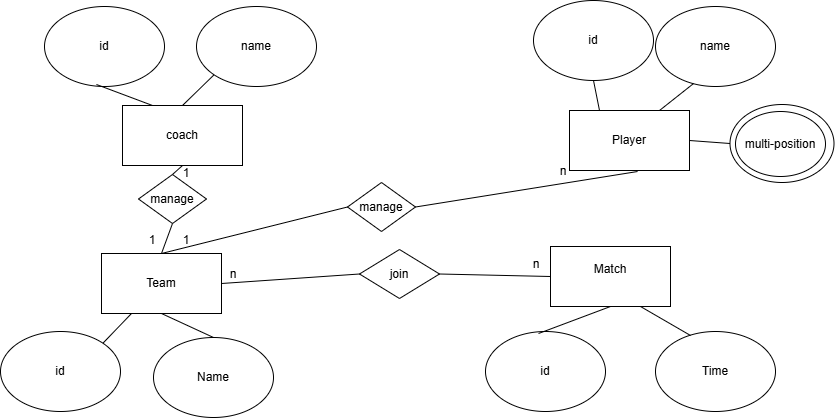 id
name
id
name
coach
Player
multi-position
1
n
manage
manage
1
1
n
join
n
Match
Team
id
Name
id
Time